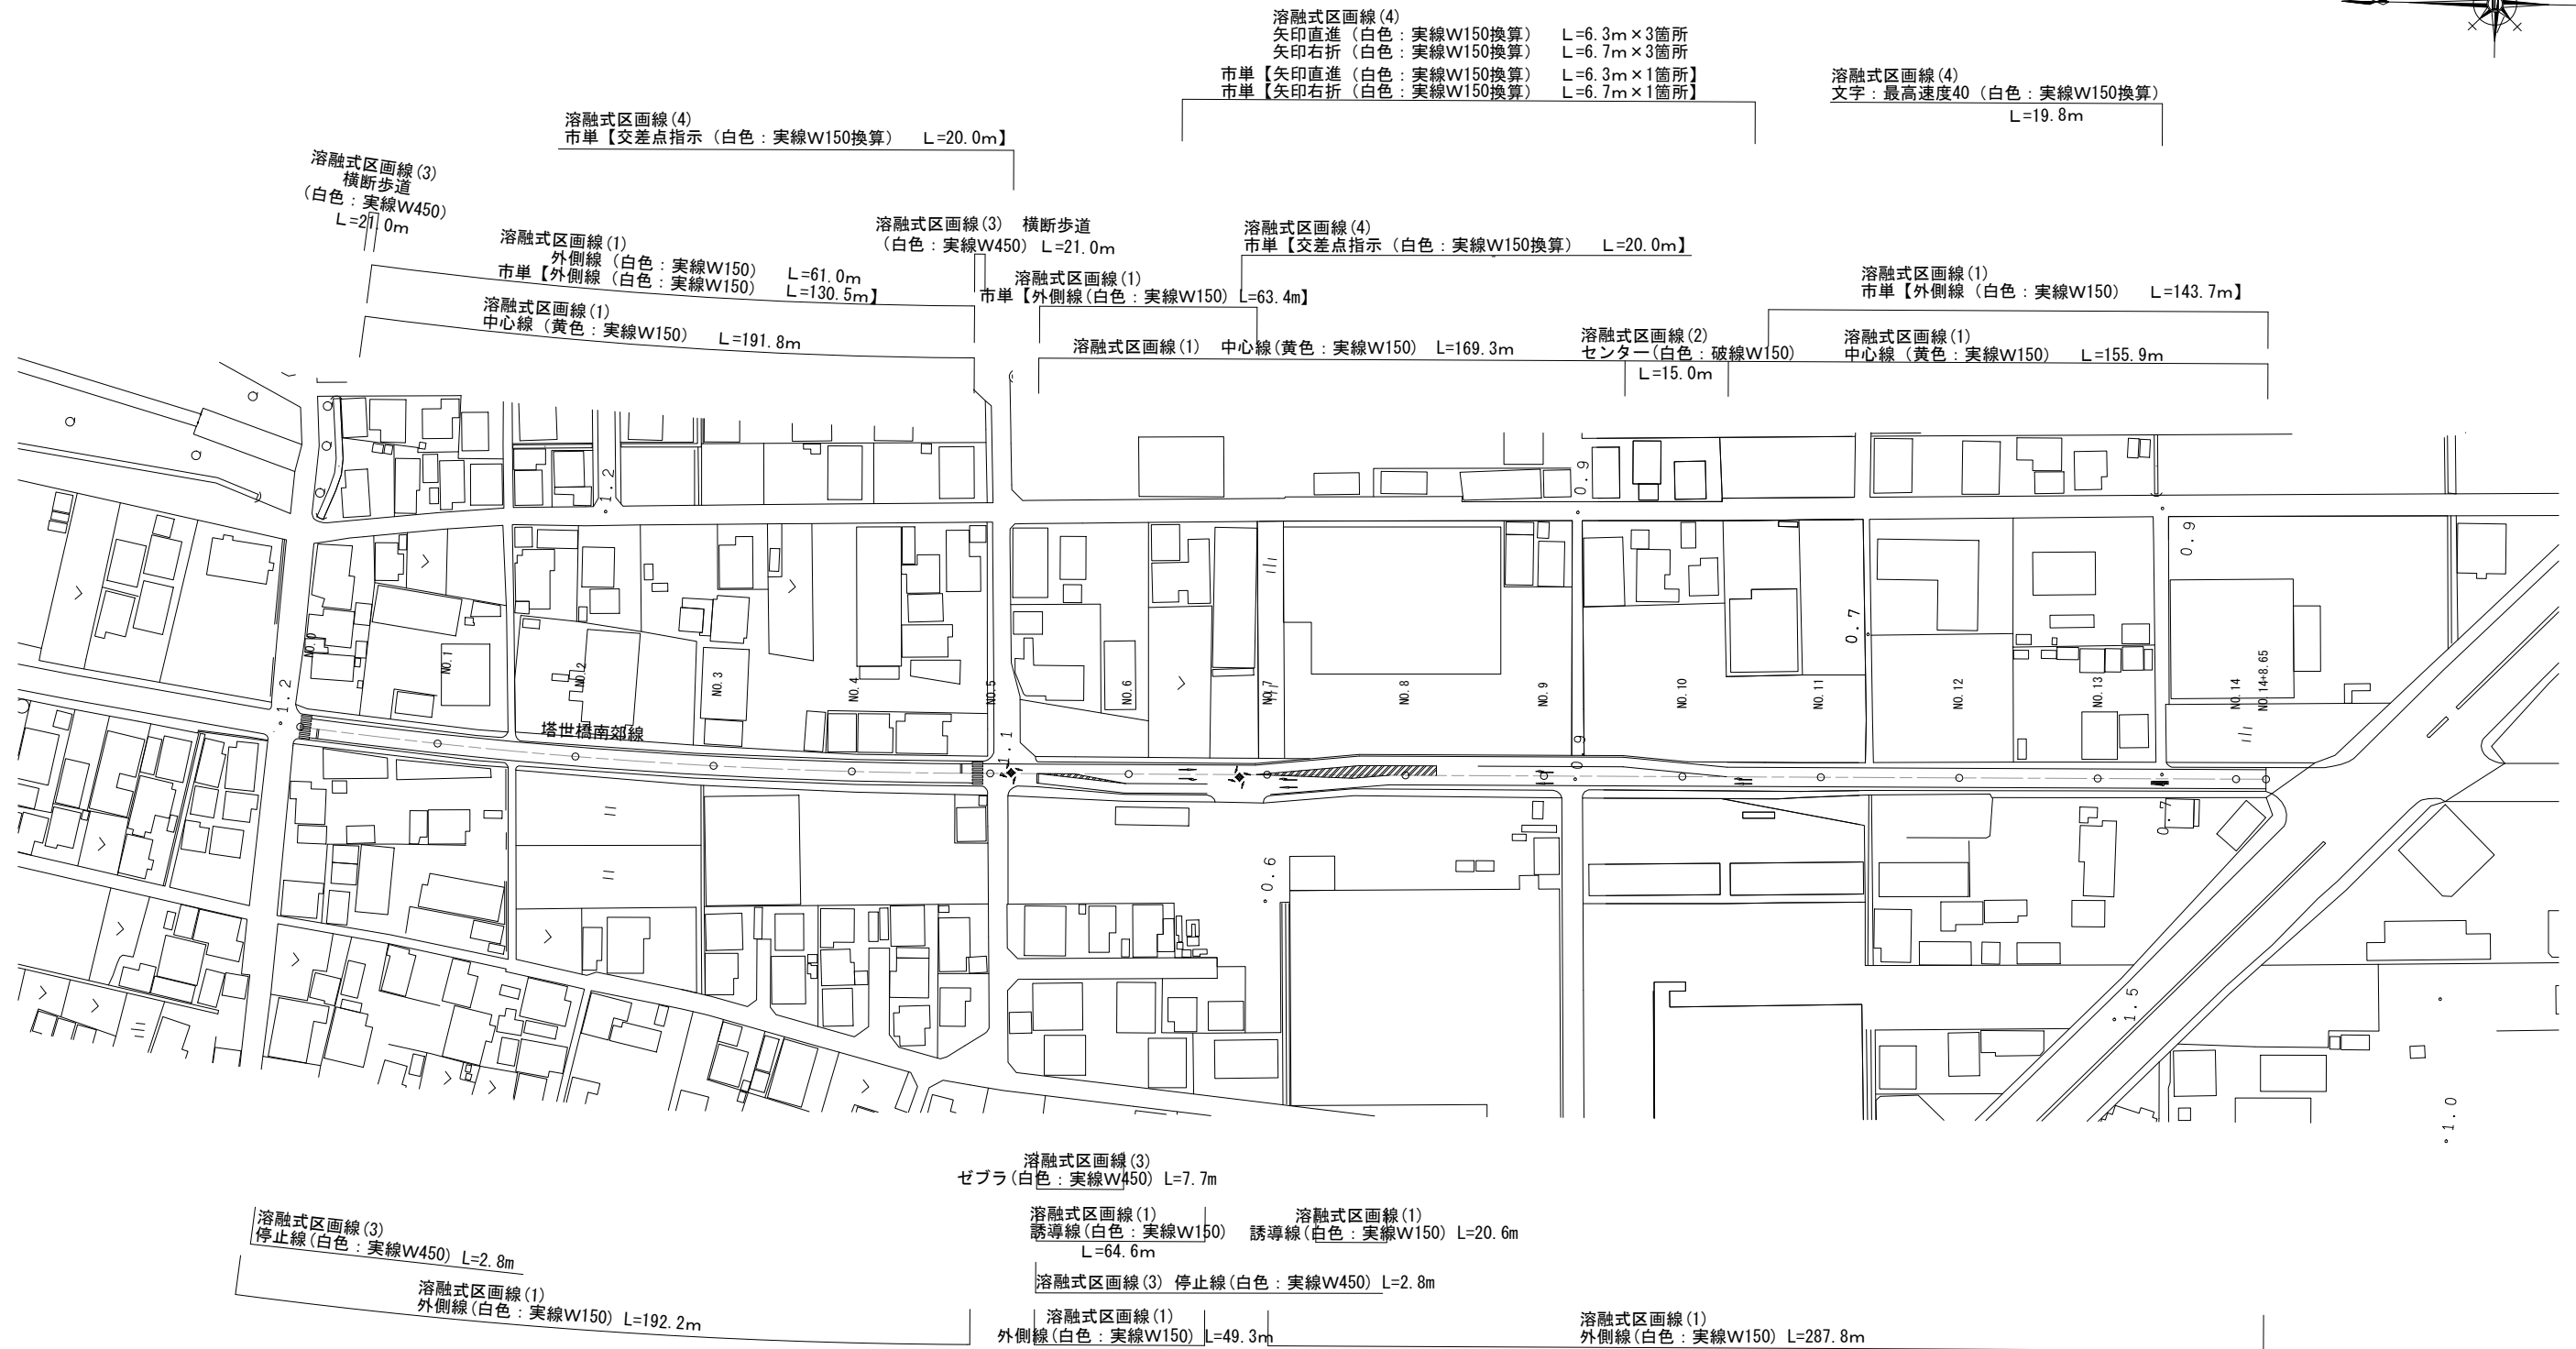 溶融式区画線(4)
矢印直進（白色：実線W150換算） L=6.3m×3箇所
矢印右折（白色：実線W150換算） L=6.7m×3箇所
市単【矢印直進（白色：実線W150換算） L=6.3m×1箇所】
市単【矢印右折（白色：実線W150換算） L=6.7m×1箇所】
溶融式区画線(4)
文字：最高速度40（白色：実線W150換算）
L=19.8m
溶融式区画線(4)
市単【交差点指示（白色：実線W150換算） L=20.0m】
溶融式区画線(3)
横断歩道
（白色：実線W450）
L=21.0m
溶融式区画線(1)
外側線（白色：実線W150） L=61.0m
市単【外側線（白色：実線W150） L=130.5m】
溶融式区画線(1)
中心線（黄色：実線W150） L=191.8m
溶融式区画線(3) 横断歩道
（白色：実線W450）L=21.0m
溶融式区画線(1)
市単【外側線(白色：実線W150) L=63.4m】
溶融式区画線(4)
市単【交差点指示（白色：実線W150換算） L=20.0m】
溶融式区画線(1) 中心線(黄色：実線W150) L=169.3m
溶融式区画線(2)
センター(白色：破線W150)
L=15.0m
溶融式区画線(1)
市単【外側線（白色：実線W150） L=143.7m】
溶融式区画線(1)
中心線（黄色：実線W150） L=155.9m
1.2
0.9
0.9
0.7
NO.0
NO.1
NO.2
NO.3
NO.4
NO.5
NO.6
NO.7
NO.8
NO.9
NO.10
NO.11
NO.12
NO.13
NO.14
NO.14+8.65
1.2
塔世橋南郊線
1.1
0.9
0.7
0.6
1.5
1.0
溶融式区画線(3)
ゼブラ(白色：実線W450) L=7.7m
溶融式区画線(1)
誘導線(白色：実線W150)
L=64.6m
溶融式区画線(1)
誘導線(白色：実線W150) L=20.6m
溶融式区画線(3)
停止線(白色：実線W450) L=2.8m
溶融式区画線(3) 停止線(白色：実線W450) L=2.8m
溶融式区画線(1)
外側線(白色：実線W150) L=192.2m
溶融式区画線(1)
外側線(白色：実線W150) L=49.3m
溶融式区画線(1)
外側線(白色：実線W150) L=287.8m